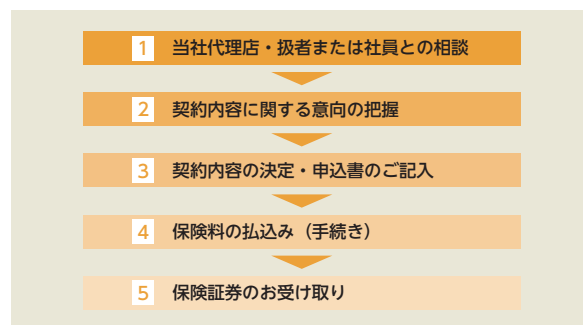 1 当社代理店・扱者または社員との相談
2 契約内容に関する意向の把握
3 契約内容の決定・申込書のご記入
4 保険料の払込み（手続き）
5 保険証券のお受け取り